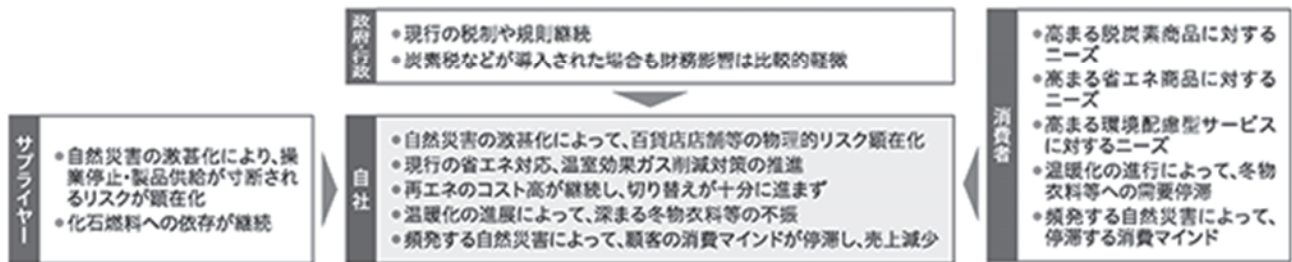 政府・行政
●現行の税制や規則継続
●炭素税などが導入された場合も財務影響は比較的軽微
サプライヤー
●自然災害の激甚化により、操
業停止・製品供給が寸断され
るリスクが顕在化
●化石燃料への依存が継続
自社
●自然災害の激甚化によって、百貨店店舗等の物理的リスク顕在化
●現行の省エネ対応、温室効果ガス削減対策の推進
●再エネのコスト高が継続し、切り替えが十分に進まず
●温暖化の進展によって、深まる冬物衣料等の不振
●頻発する自然災害によって、顧客の消費マインドが停滞し、売上減少
消費者
●高まる脱炭素商品に対する
ニーズ
●高まる省エネ商品に対する
ニーズ
●高まる環境配慮型サービス
に対するニーズ
●温暖化の進行によって、冬物
衣料等への需要停滞
●頻発する自然災害によって、
停滞する消費マインド